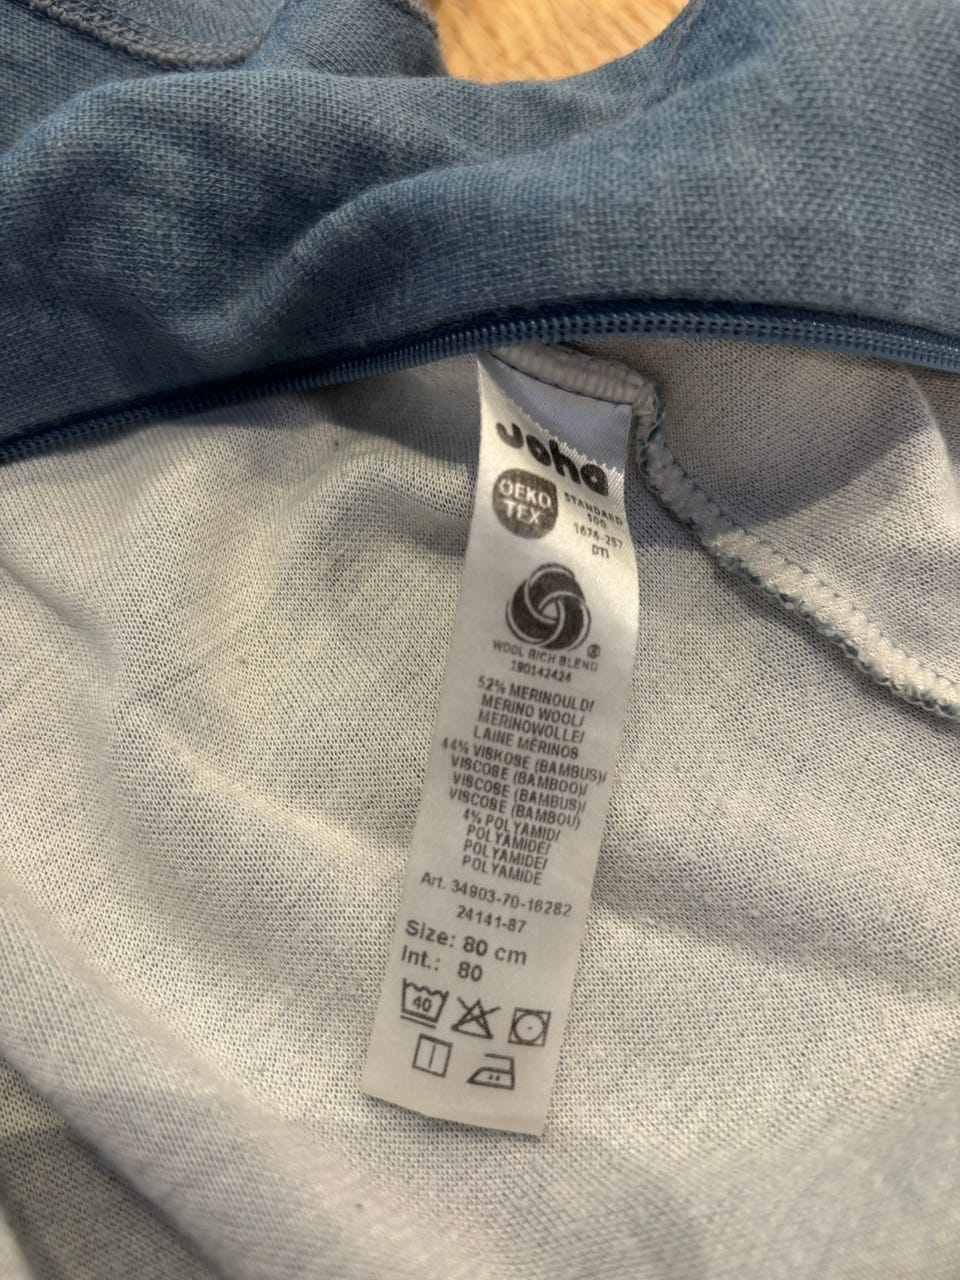 Joha
OEKO
TEX
STANDARD
100
1676-257
DTI
WOOL RICH BLEND
190142424
52% MERINOULD/
MERINO WOOL/
MERINOWOLLE/
LAINE MÉRINOS
44% VISKOSE (BAMBUS)/
VISCOSE (BAMBOO)/
VISCOSE (BAMBUS)/
VISCOSE (BAMBOU)
4% POLYAMID/
POLYAMIDE/
POLYAMIDE/
POLYAMIDE
Art. 34903-70-16282
24141-87
Size: 80 cm
Int.: 80
40